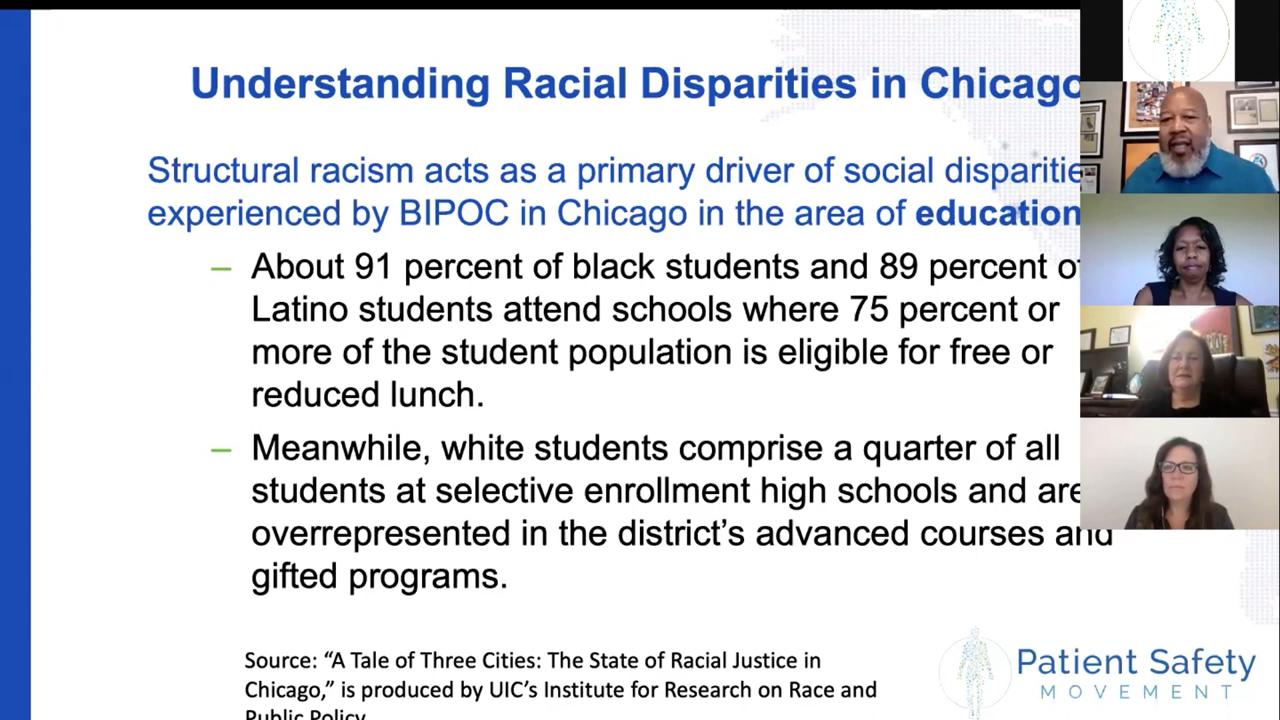 Understanding Racial Disparities in Chicago
Structural racism acts as a primary driver of social disparitie
experienced by BIPOC in Chicago in the area of education
– About 91 percent of black students and 89 percent of
Latino students attend schools where 75 percent or
more of the student population is eligible for free or
reduced lunch.
– Meanwhile, white students comprise a quarter of all
students at selective enrollment high schools and are
overrepresented in the district's advanced courses and
gifted programs.
Source: “A Tale of Three Cities: The State of Racial Justice in
Chicago,” is produced by UIC's Institute for Research on Race and
Public Policy
Patient Safety
MOVEMENT